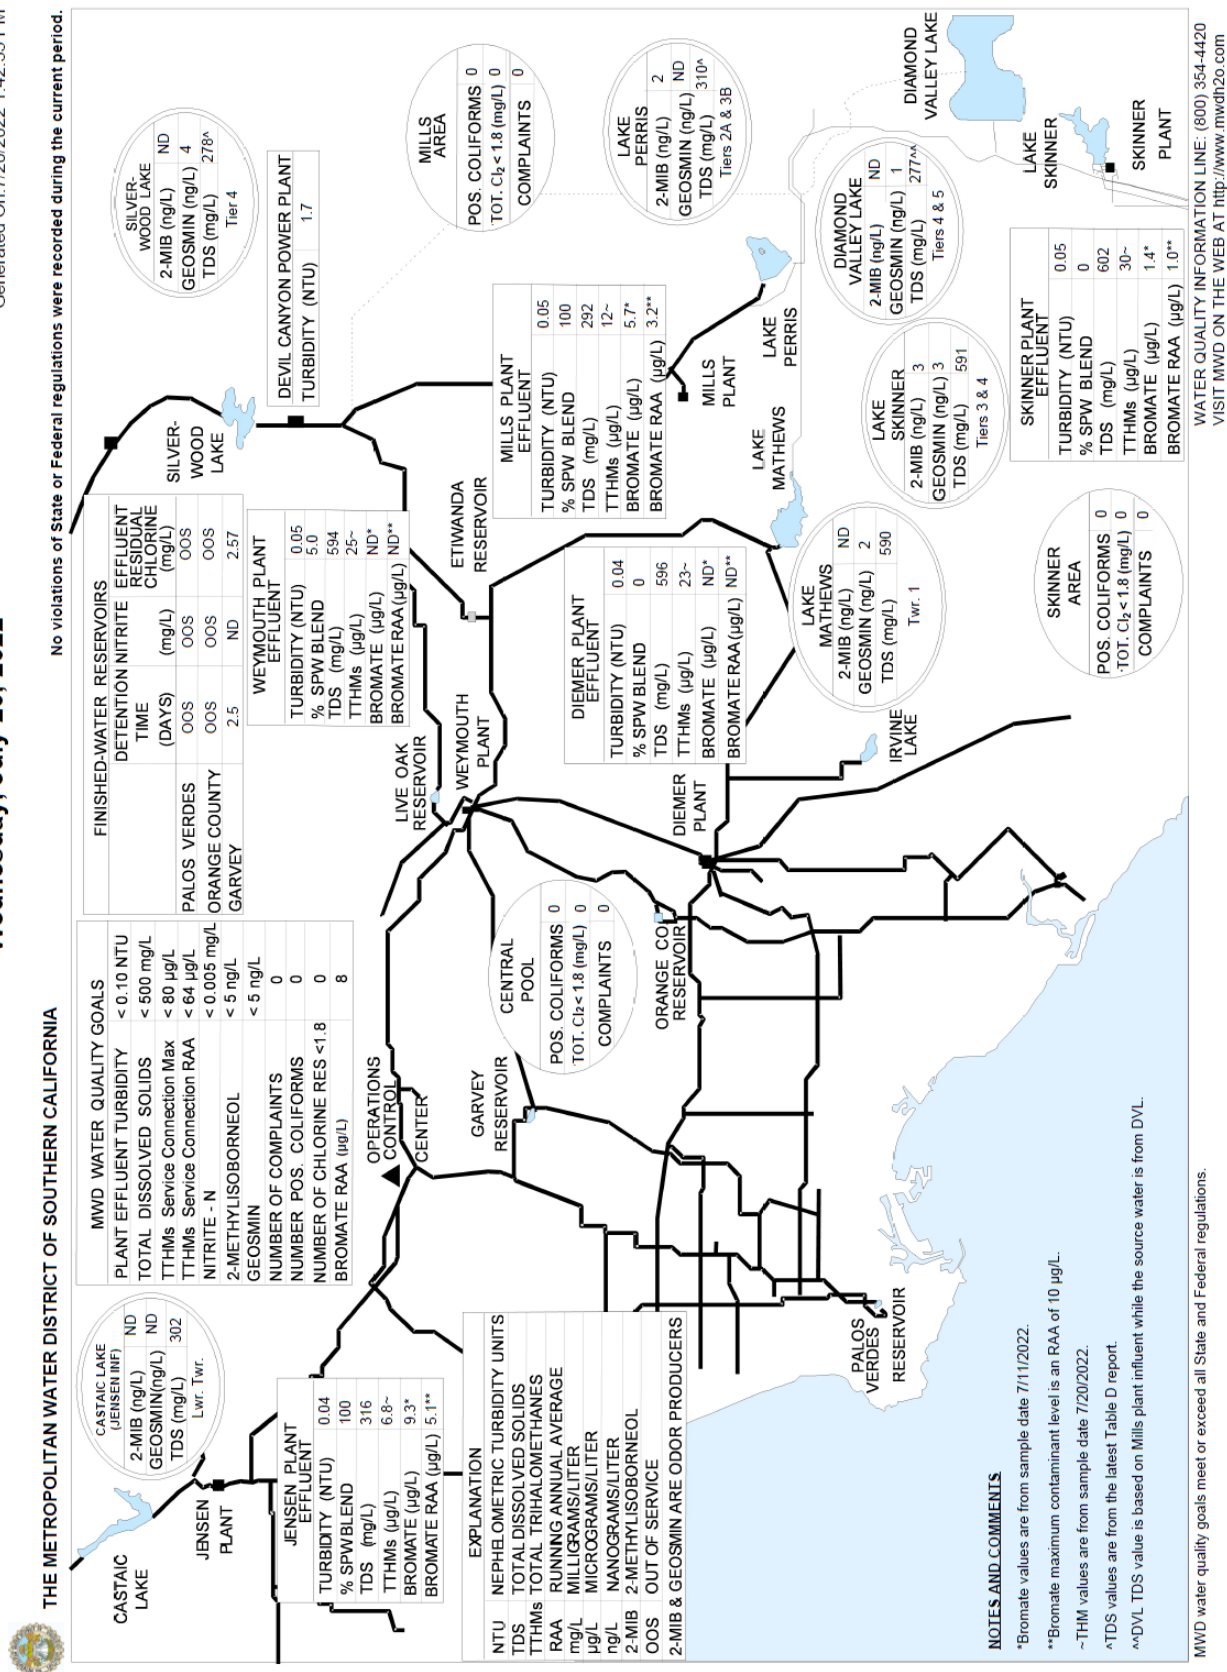 THE METROPOLITAN WATER DISTRICT OF SOUTHERN CALIFORNIA
No violations of State or Federal regulations were recorded during the current period.
CASTAIC LAKE
(JENSEN INF)
2-MIB (ng/L) ND
GEOSMIN(ng/L) ND
TDS (mg/L) 302
Lwr. Twr.
MWD WATER QUALITY GOALS
PLANT EFFLUENT TURBIDITY < 0.10 NTU
TOTAL DISSOLVED SOLIDS < 500 mg/L
TTHMs Service Connection Max < 80 µg/L
TTHMs Service Connection RAA < 64 µg/L
NITRITE - N < 0.005 mg/L
2-METHYLISOBORNEOL < 5 ng/L
GEOSMIN < 5 ng/L
NUMBER OF COMPLAINTS 0
NUMBER POS. COLIFORMS 0
NUMBER OF CHLORINE RES <1.8 0
BROMATE RAA (µg/L) 8
FINISHED-WATER RESERVOIRS
DETENTION TIME (DAYS) NITRITE (mg/L) EFFLUENT RESIDUAL CHLORINE (mg/L)
PALOS VERDES OOS OOS OOS
ORANGE COUNTY OOS OOS OOS
GARVEY 2.5 ND 2.57
SILVER-
WOOD LAKE
2-MIB (ng/L) ND
GEOSMIN (ng/L) 4
TDS (mg/L) 278^
Tier 4
SILVER-
WOOD
LAKE
DEVIL CANYON POWER PLANT
TURBIDITY (NTU) 1.7
WEYMOUTH PLANT
EFFLUENT
TURBIDITY (NTU) 0.05
% SPW BLEND 5.0
TDS (mg/L) 594
TTHMs (µg/L) 25~
BROMATE (µg/L) ND*
BROMATE RAA (µg/L) ND**
MILLS
AREA
POS. COLIFORMS 0
TOT. Cl₂ < 1.8 (mg/L) 0
COMPLAINTS 0
CASTAIC
LAKE
JENSEN
PLANT
JENSEN PLANT
EFFLUENT
TURBIDITY (NTU) 0.04
% SPWBLEND 100
TDS (mg/L) 316
TTHMs (µg/L) 6.8~
BROMATE (µg/L) 9.3*
BROMATE RAA (µg/L) 5.1**
OPERATIONS
CONTROL
CENTER
LIVE OAK
RESERVOIR
WEYMOUTH
PLANT
ETIWANDA
RESERVOIR
MILLS PLANT
EFFLUENT
TURBIDITY (NTU) 0.05
% SPW BLEND 100
TDS (mg/L) 292
TTHMs (µg/L) 12~
BROMATE (µg/L) 5.7*
BROMATE RAA (µg/L) 3.2**
LAKE
PERRIS
2-MIB (ng/L) 2
GEOSMIN (ng/L) ND
TDS (mg/L) 310^
Tiers 2A & 3B
EXPLANATION
NTU NEPHELOMETRIC TURBIDITY UNITS
TDS TOTAL DISSOLVED SOLIDS
TTHMs TOTAL TRIHALOMETHANES
RAA RUNNING ANNUAL AVERAGE
mg/L MILLIGRAMS/LITER
µg/L MICROGRAMS/LITER
ng/L NANOGRAMS/LITER
2-MIB 2-METHYLISOBORNEOL
OOS OUT OF SERVICE
2-MIB & GEOSMIN ARE ODOR PRODUCERS
GARVEY
RESERVOIR
CENTRAL
POOL
POS. COLIFORMS 0
TOT. Cl₂ < 1.8 (mg/L) 0
COMPLAINTS 0
DIEMER PLANT
EFFLUENT
TURBIDITY (NTU) 0.04
% SPW BLEND 0
TDS (mg/L) 596
TTHMs (µg/L) 23~
BROMATE (µg/L) ND*
BROMATE RAA (µg/L) ND**
ORANGE CO.
RESERVOIR
DIEMER
PLANT
MILLS
PLANT
LAKE
PERRIS
LAKE
MATHEWS
DIAMOND
VALLEY LAKE
2-MIB (ng/L) ND
GEOSMIN (ng/L) 1
TDS (mg/L) 277^^
Tiers 4 & 5
DIAMOND
VALLEY LAKE
LAKE
MATHEWS
2-MIB (ng/L) ND
GEOSMIN (ng/L) 2
TDS (mg/L) 590
Twr. 1
LAKE
SKINNER
2-MIB (ng/L) 3
GEOSMIN (ng/L) 3
TDS (mg/L) 591
Tiers 3 & 4
PALOS
VERDES
RESERVOIR
IRVINE
LAKE
LAKE
SKINNER
SKINNER
PLANT
SKINNER PLANT
EFFLUENT
TURBIDITY (NTU) 0.05
% SPW BLEND 0
TDS (mg/L) 602
TTHMs (µg/L) 30~
BROMATE (µg/L) 1.4*
BROMATE RAA (µg/L) 1.0**
SKINNER
AREA
POS. COLIFORMS 0
TOT. Cl₂ < 1.8 (mg/L) 0
COMPLAINTS 0
NOTES AND COMMENTS
*Bromate values are from sample date 7/11/2022.
**Bromate maximum contaminant level is an RAA of 10 µg/L.
~THM values are from sample date 7/20/2022.
^TDS values are from the latest Table D report.
^^DVL TDS value is based on Mills plant influent while the source water is from DVL.
MWD water quality goals meet or exceed all State and Federal regulations.
WATER QUALITY INFORMATION LINE: (800) 354-4420
VISIT MWD ON THE WEB AT http://www.mwdh2o.com